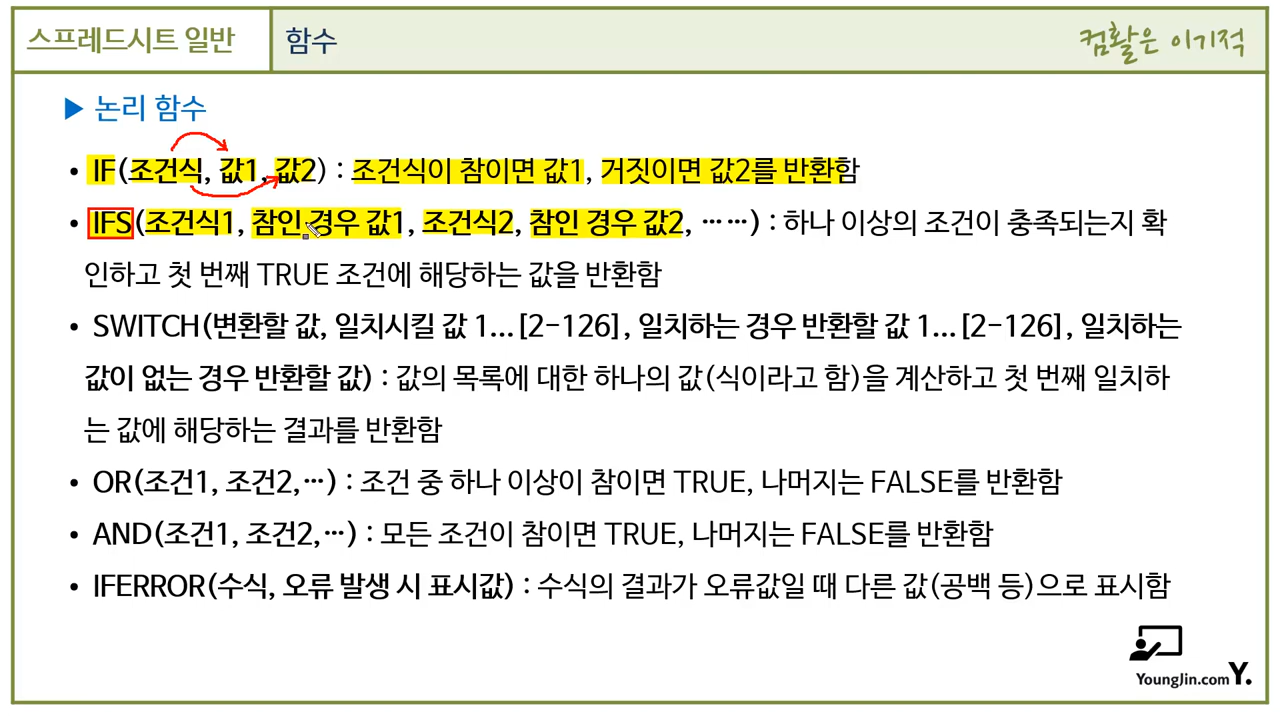 스프레드시트 일반
함수
컴활은 이기적
▶ 논리 함수
• IF(조건식, 값1, 값2) : 조건식이 참이면 값1, 거짓이면 값2를 반환함
• IFS(조건식1, 참인 경우 값1, 조건식2, 참인 경우 값2, ……) : 하나 이상의 조건이 충족되는지 확
인하고 첫 번째 TRUE 조건에 해당하는 값을 반환함
• SWITCH(변환할 값, 일치시킬 값 1…[2-126], 일치하는 경우 반환할 값 1…[2-126], 일치하는
값이 없는 경우 반환할 값) : 값의 목록에 대한 하나의 값(식이라고 함)을 계산하고 첫 번째 일치하
는 값에 해당하는 결과를 반환함
• OR(조건1, 조건2,…) : 조건 중 하나 이상이 참이면 TRUE, 나머지는 FALSE를 반환함
• AND(조건1, 조건2,…) : 모든 조건이 참이면 TRUE, 나머지는 FALSE를 반환함
• IFERROR(수식, 오류 발생 시 표시값) : 수식의 결과가 오류값일 때 다른 값(공백 등)으로 표시함
YoungJin.com Y.